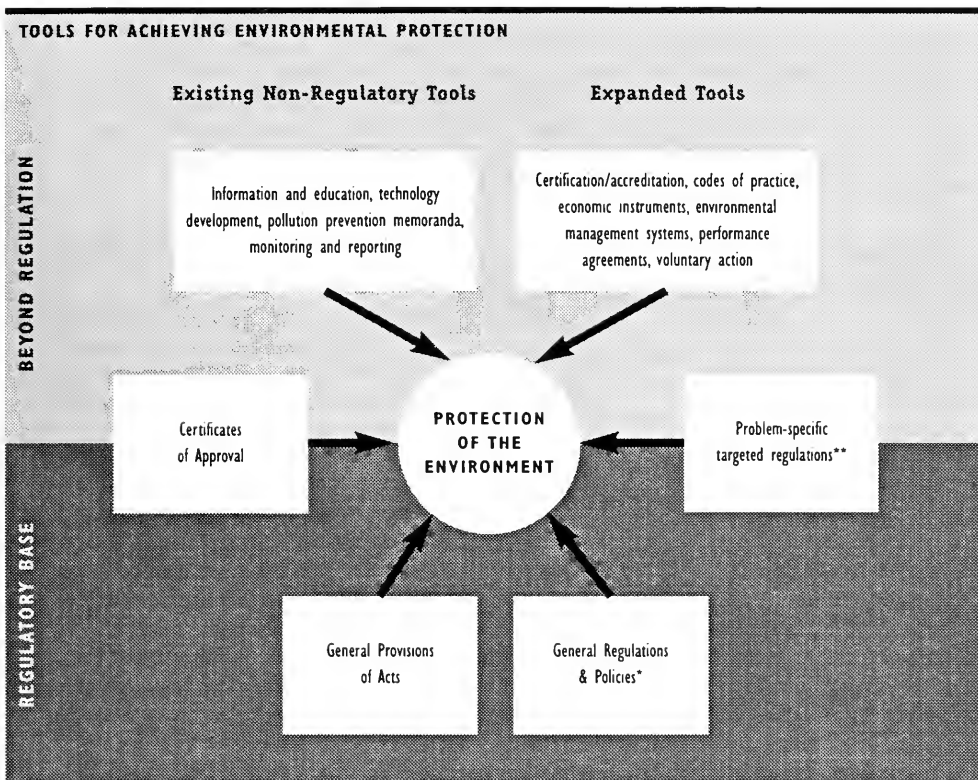 TOOLS FOR ACHIEVING ENVIRONMENTAL PROTECTION
Existing Non-Regulatory Tools
Expanded Tools
BEYOND REGULATION
Information and education, technology
development, pollution prevention memoranda,
monitoring and reporting
Certification/accreditation, codes of practice,
economic instruments, environmental
management systems, performance
agreements, voluntary action
Certificates
of Approval
PROTECTION
OF THE
ENVIRONMENT
Problem-specific
targeted regulations**
REGULATORY BASE
General Provisions
of Acts
General Regulations
& Policies*